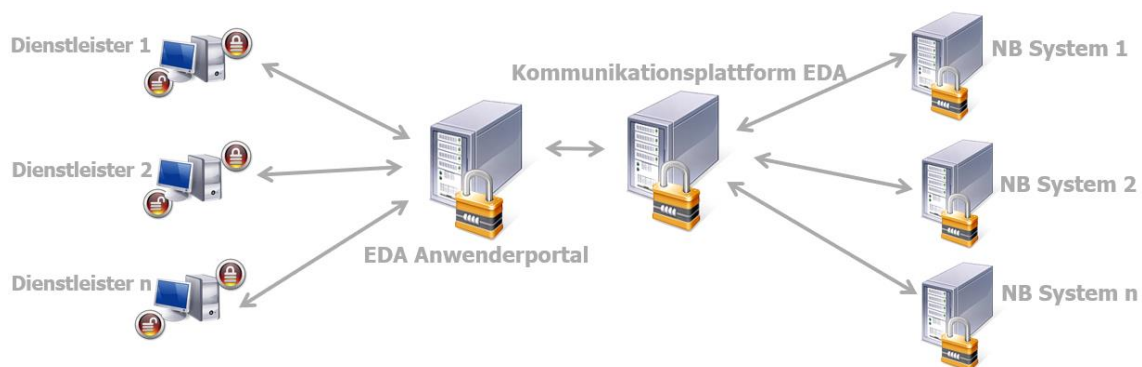 Dienstleister 1
NB System 1
Kommunikationsplattform EDA
Dienstleister 2
NB System 2
EDA Anwenderportal
Dienstleister n
NB System n